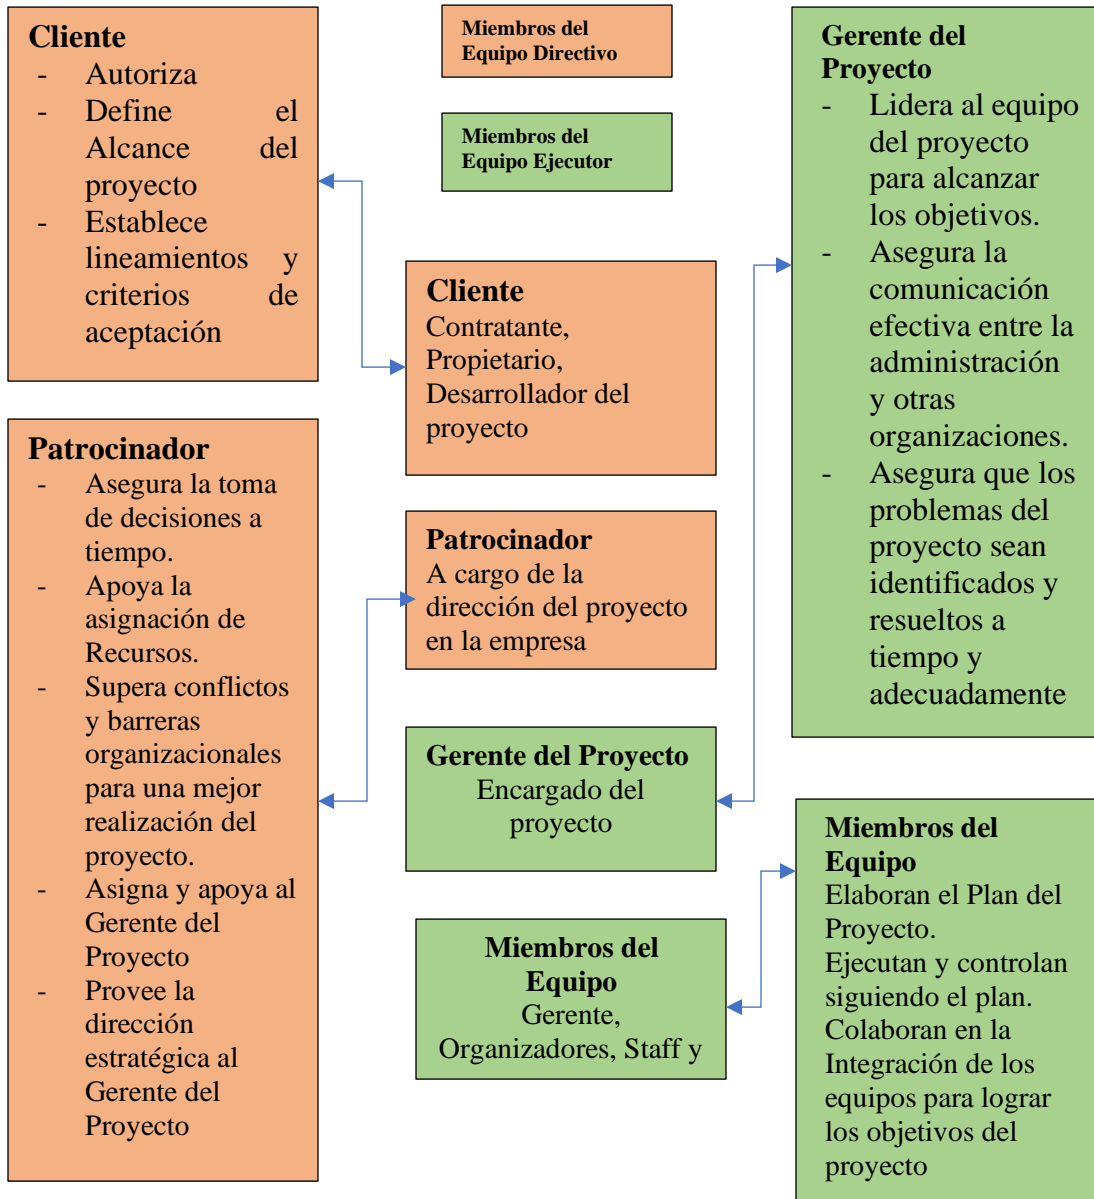 Cliente
- Autoriza
- Define el
Alcance del
proyecto
- Establece
lineamientos y
criterios de
aceptación
Patrocinador
- Asegura la toma
de decisiones a
tiempo.
- Apoya la
asignación de
Recursos.
- Supera conflictos
y barreras
organizacionales
para una mejor
realización del
proyecto.
- Asigna y apoya al
Gerente del
Proyecto
- Provee la
dirección
estratégica al
Gerente del
Proyecto
Miembros del
Equipo Directivo
Miembros del
Equipo Ejecutor
Cliente
Contratante,
Propietario,
Desarrollador del
proyecto
Patrocinador
A cargo de la
dirección del proyecto
en la empresa
Gerente del Proyecto
Encargado del
proyecto
Miembros del
Equipo
Gerente,
Organizadores, Staff y
Gerente del
Proyecto
- Lidera al equipo
del proyecto
para alcanzar
los objetivos.
- Asegura la
comunicación
efectiva entre la
administración
y otras
organizaciones.
- Asegura que los
problemas del
proyecto sean
identificados y
resueltos a
tiempo y
adecuadamente
Miembros del
Equipo
Elaboran el Plan del
Proyecto.
Ejecutan y controlan
siguiendo el plan.
Colaboran en la
Integración de los
equipos para lograr
los objetivos del
proyecto